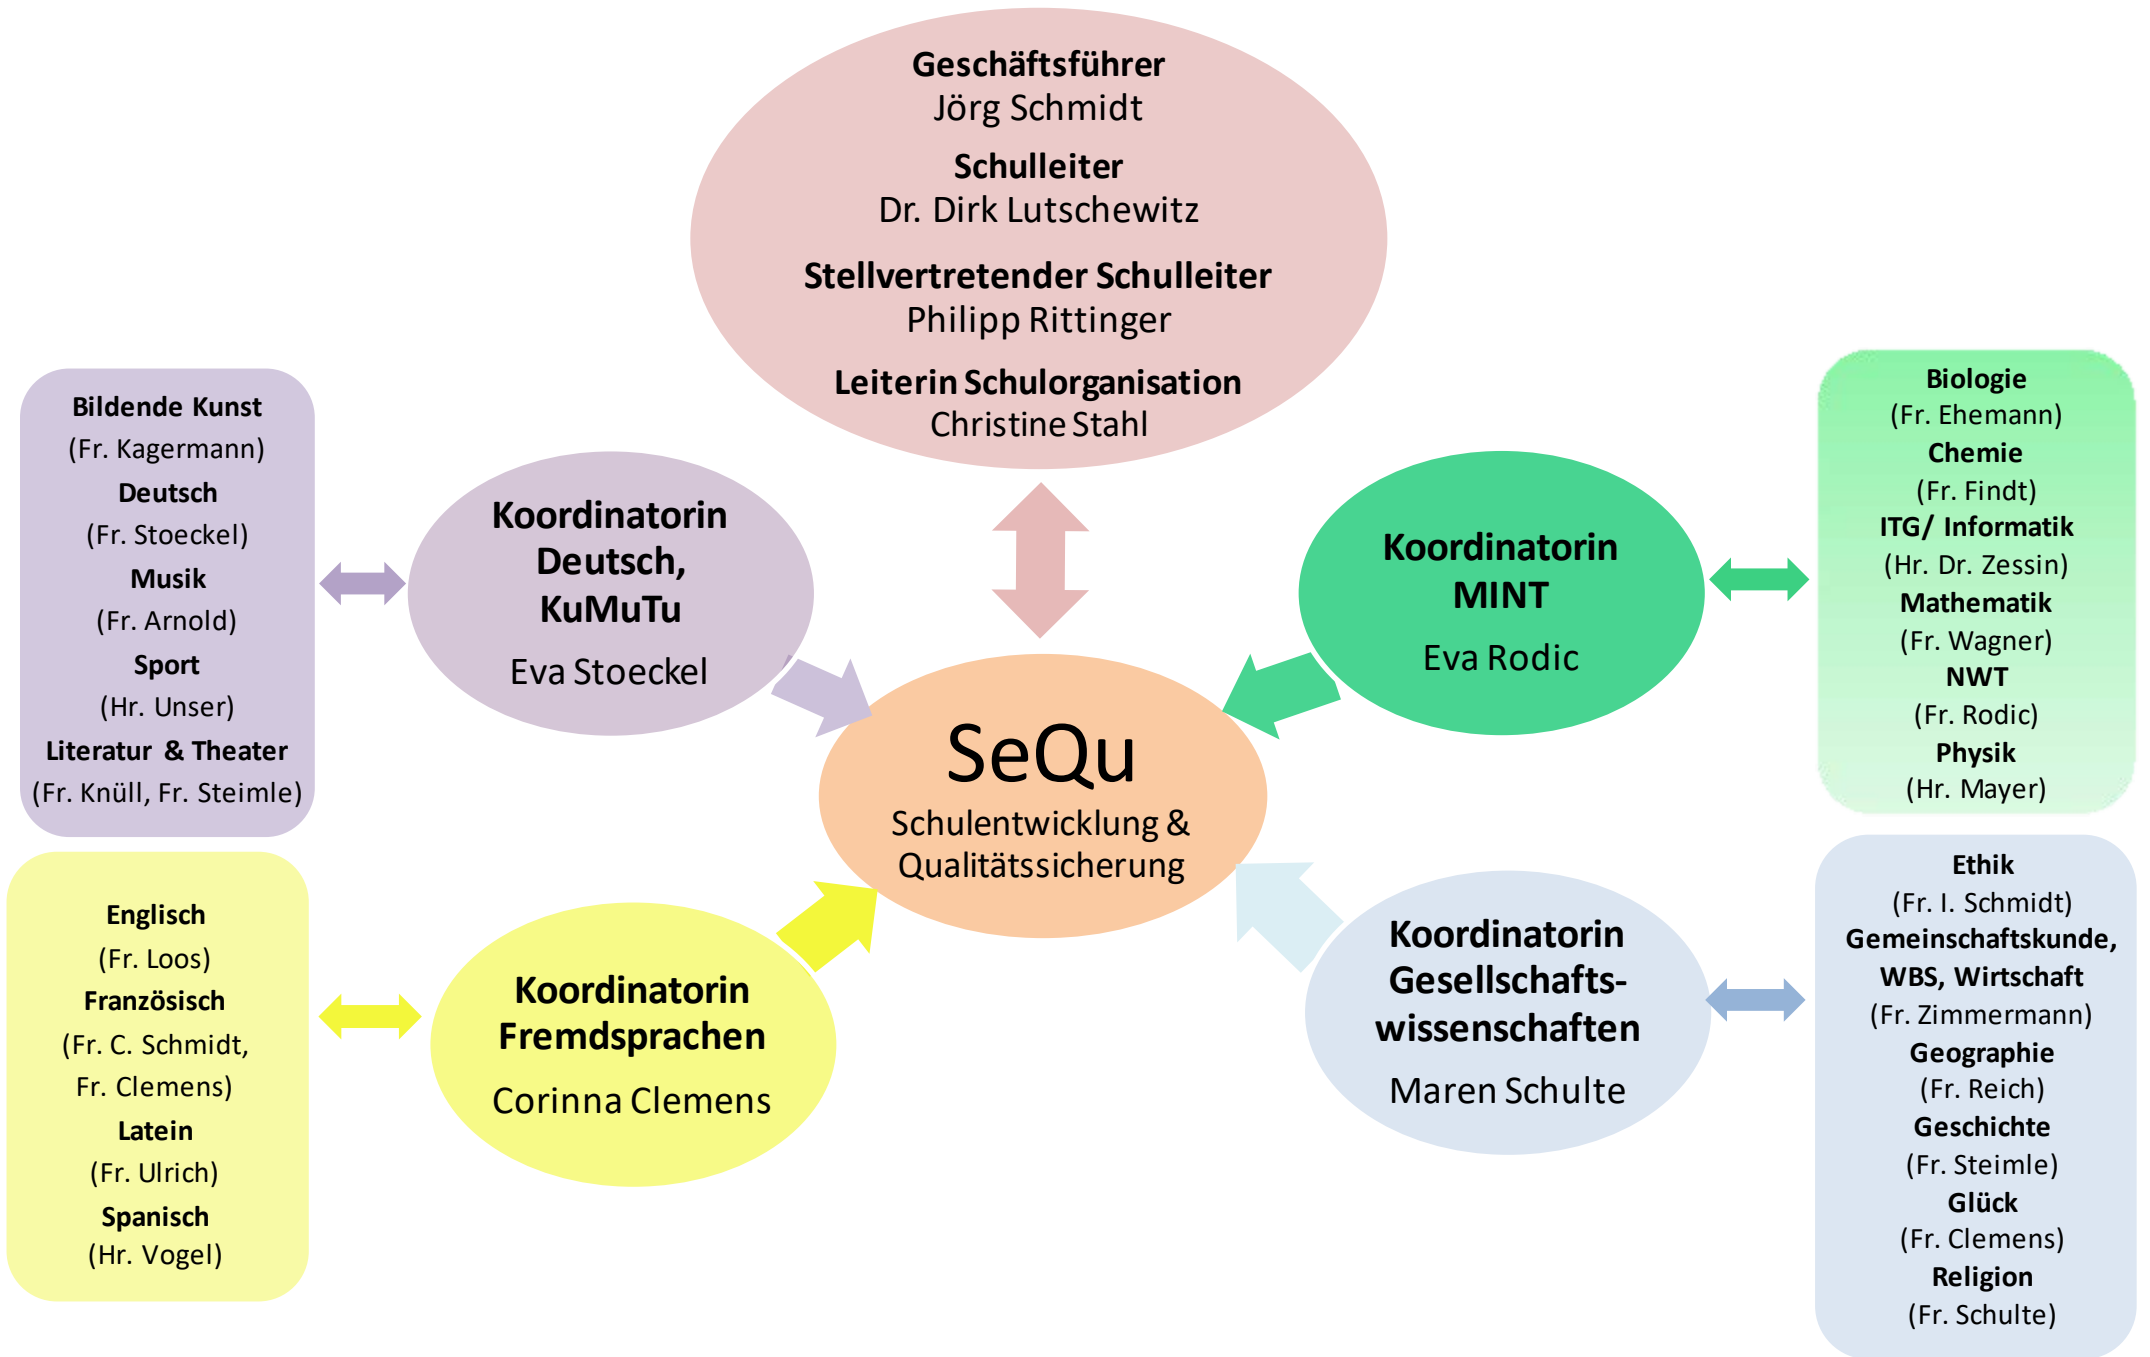 Geschäftsführer
Jörg Schmidt
Schulleiter
Dr. Dirk Lutschewitz
Stellvertretender Schulleiter
Philipp Rittinger
Leiterin Schulorganisation
Christine Stahl
Bildende Kunst
(Fr. Kagermann)
Deutsch
(Fr. Stoeckel)
Musik
(Fr. Arnold)
Sport
(Hr. Unser)
Literatur & Theater
(Fr. Knüll, Fr. Steimle)
Koordinatorin
Deutsch,
KuMuTu
Eva Stoeckel
Koordinatorin
MINT
Eva Rodic
Biologie
(Fr. Ehemann)
Chemie
(Fr. Findt)
ITG/ Informatik
(Hr. Dr. Zessin)
Mathematik
(Fr. Wagner)
NWT
(Fr. Rodic)
Physik
(Hr. Mayer)
SeQu
Schulentwicklung &
Qualitätssicherung
Englisch
(Fr. Loos)
Französisch
(Fr. C. Schmidt,
Fr. Clemens)
Latein
(Fr. Ulrich)
Spanisch
(Hr. Vogel)
Koordinatorin
Fremdsprachen
Corinna Clemens
Koordinatorin
Gesellschafts-
wissenschaften
Maren Schulte
Ethik
(Fr. I. Schmidt)
Gemeinschaftskunde,
WBS, Wirtschaft
(Fr. Zimmermann)
Geographie
(Fr. Reich)
Geschichte
(Fr. Steimle)
Glück
(Fr. Clemens)
Religion
(Fr. Schulte)